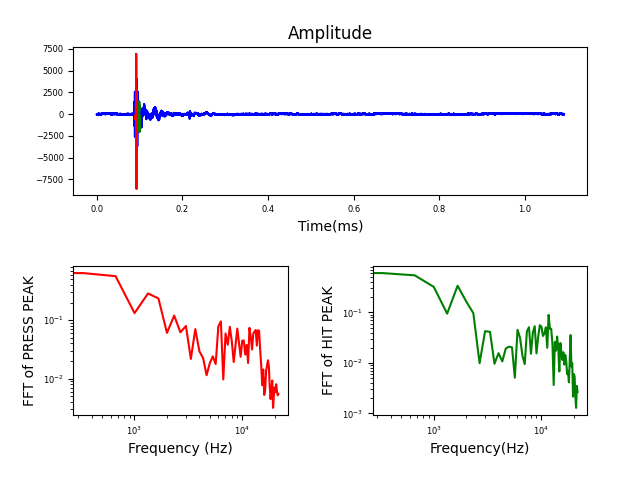 Amplitude
7500
5000
2500
0
−2500
−5000
−7500
0.0 0.2 0.4 0.6 0.8 1.0
Time(ms)
FFT of PRESS PEAK
10⁻¹
10⁻²
10³ 10⁴
Frequency (Hz)
FFT of HIT PEAK
10⁻¹
10⁻²
10⁻³
10³ 10⁴
Frequency(Hz)